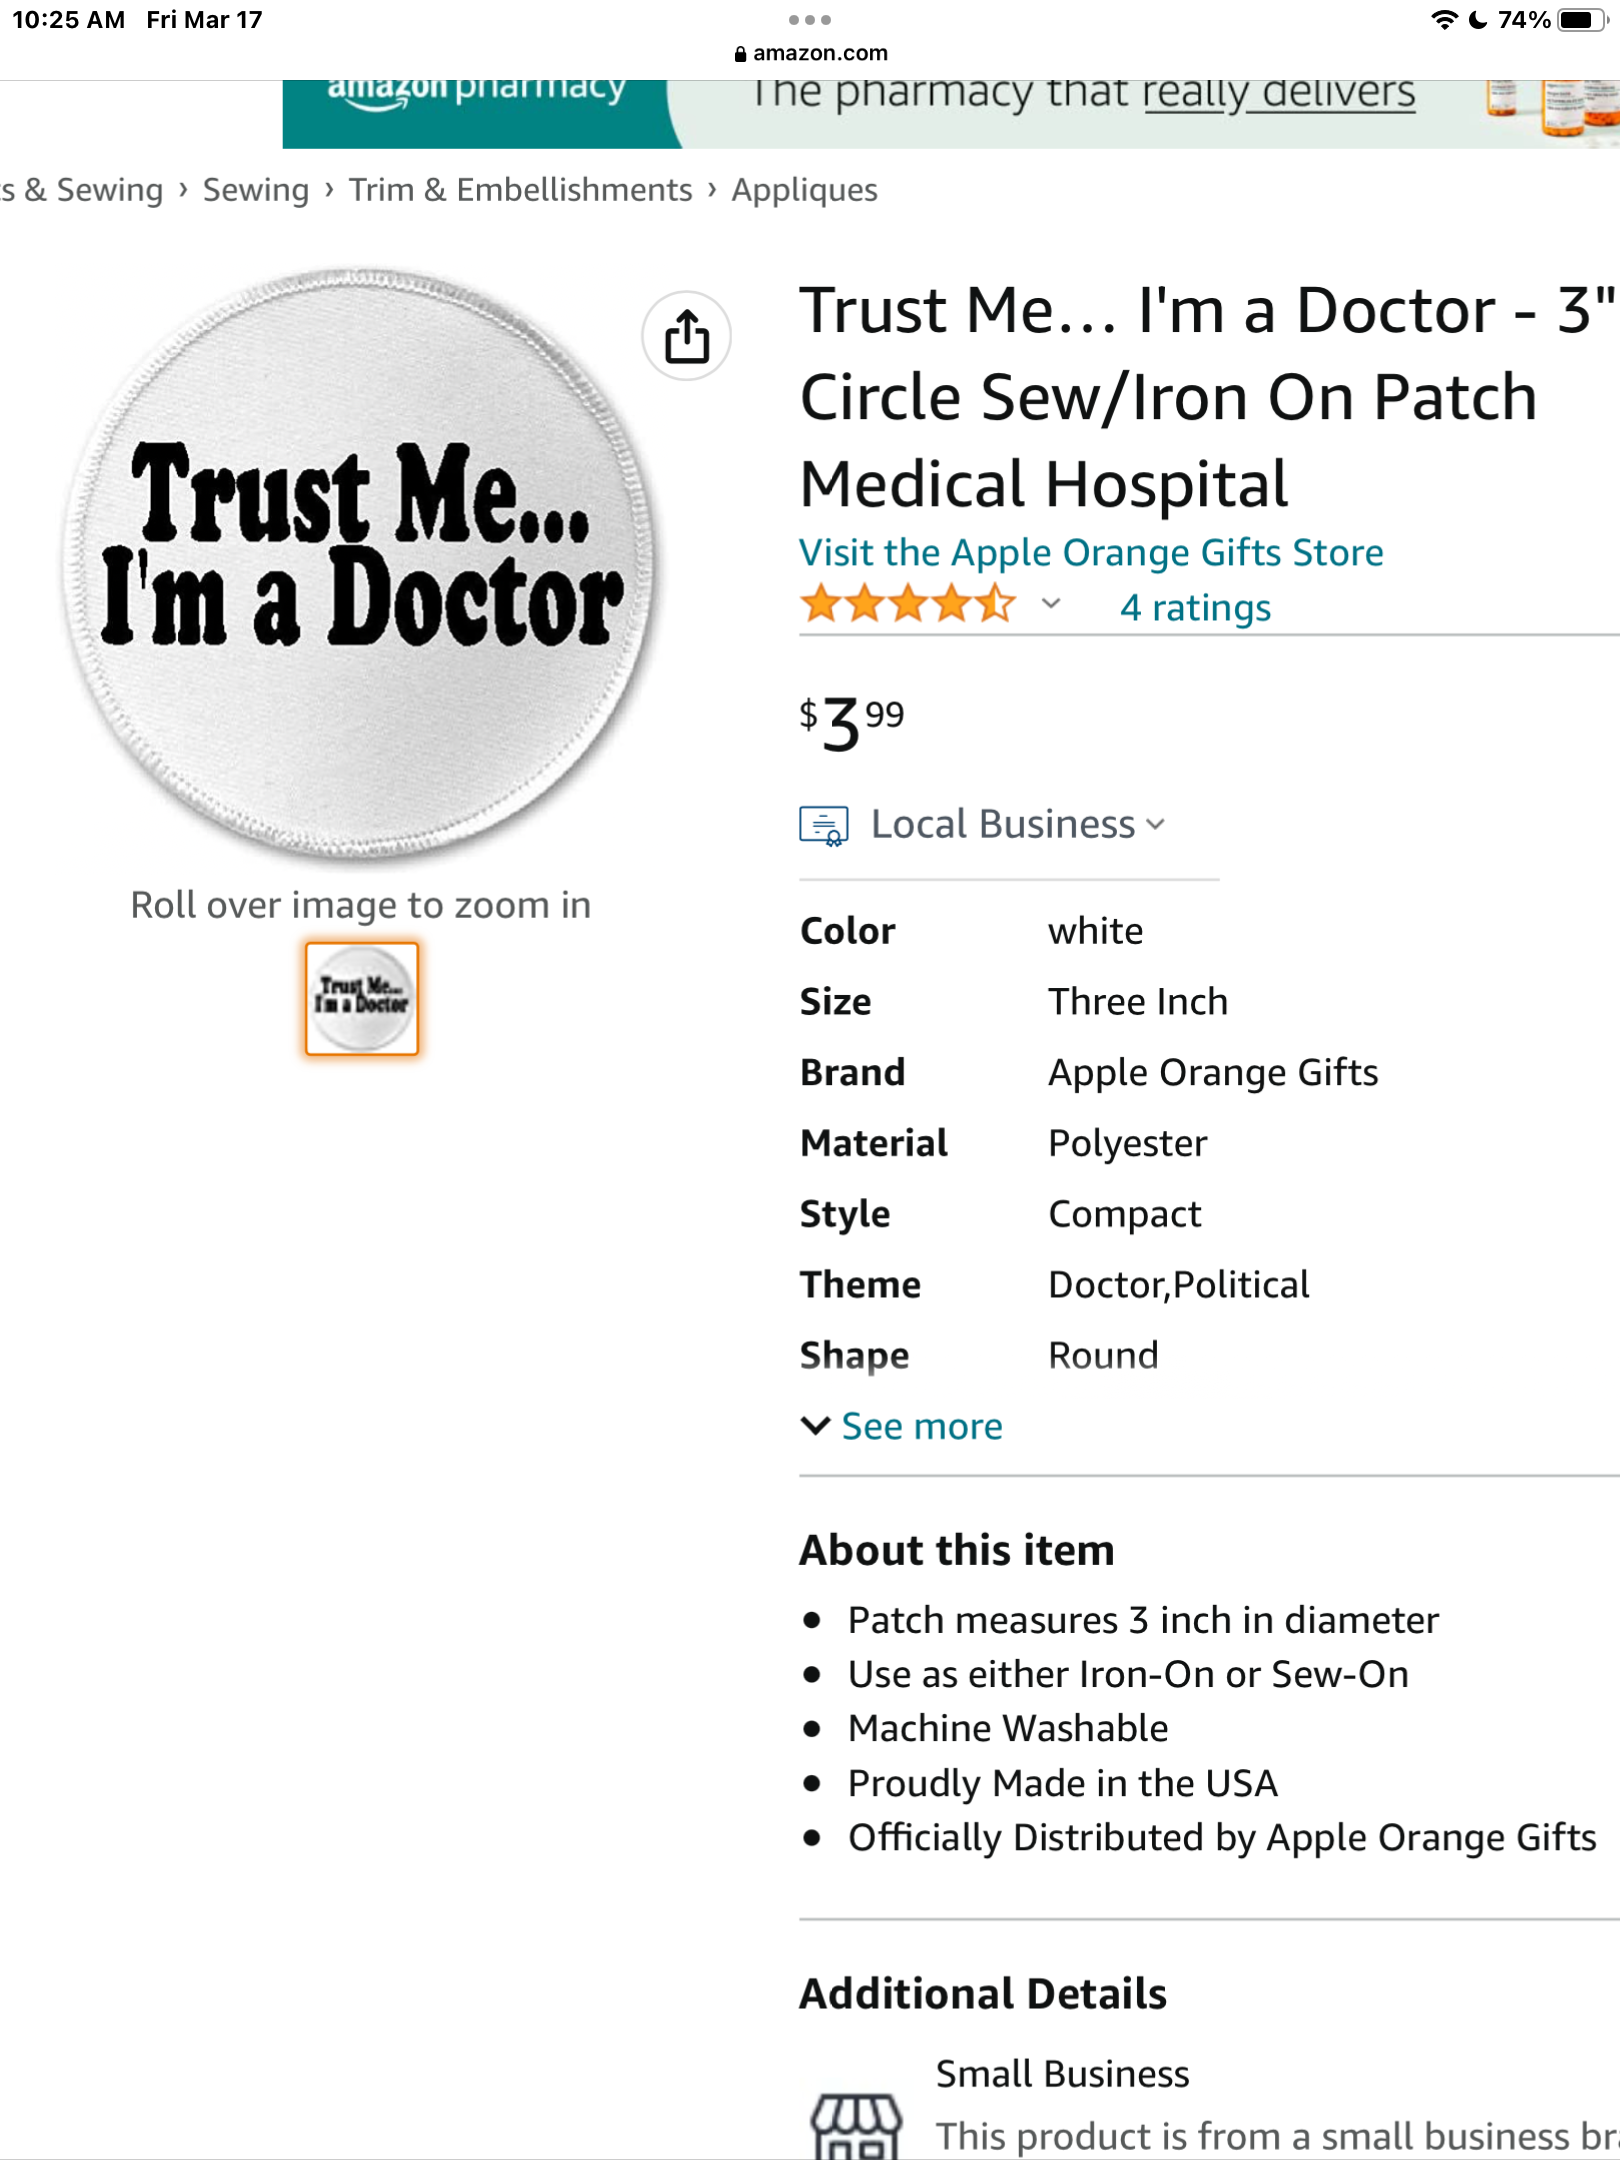 10:25 AM Fri Mar 17
74%
amazon.com
amazon pharmacy
The pharmacy that really delivers
& Sewing › Sewing › Trim & Embellishments › Appliques
Trust Me...
I'm a Doctor
Roll over image to zoom in
Trust Me...
I'm a Doctor
Trust Me... I'm a Doctor - 3"
Circle Sew/Iron On Patch
Medical Hospital
Visit the Apple Orange Gifts Store
4 ratings
$3 99
Local Business
Color white
Size Three Inch
Brand Apple Orange Gifts
Material Polyester
Style Compact
Theme Doctor,Political
Shape Round
See more
About this item
• Patch measures 3 inch in diameter
• Use as either Iron-On or Sew-On
• Machine Washable
• Proudly Made in the USA
• Officially Distributed by Apple Orange Gifts
Additional Details
Small Business
This product is from a small business